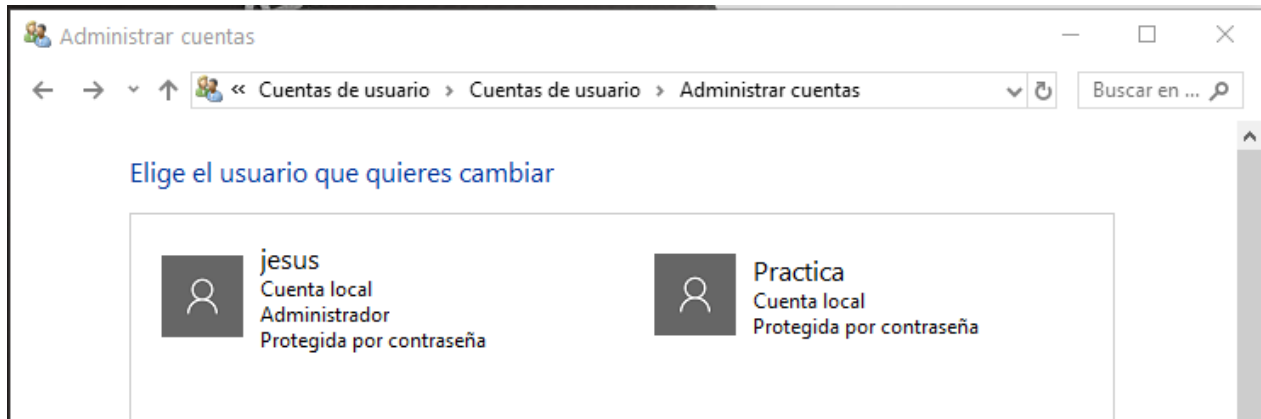 Administrar cuentas
« Cuentas de usuario > Cuentas de usuario > Administrar cuentas
Buscar en ...
Elige el usuario que quieres cambiar
jesus
Cuenta local
Administrador
Protegida por contraseña
Practica
Cuenta local
Protegida por contraseña